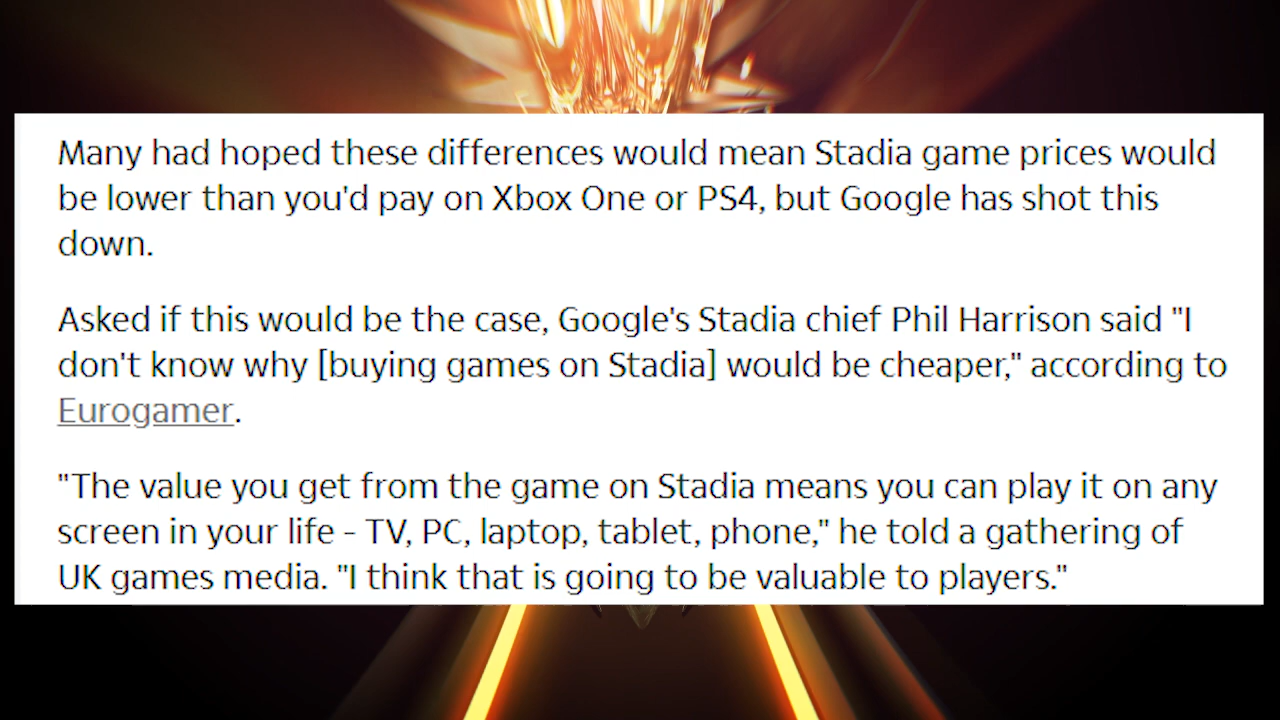 Many had hoped these differences would mean Stadia game prices would
be lower than you'd pay on Xbox One or PS4, but Google has shot this
down.
Asked if this would be the case, Google's Stadia chief Phil Harrison said "I
don't know why [buying games on Stadia] would be cheaper," according to
Eurogamer.
"The value you get from the game on Stadia means you can play it on any
screen in your life - TV, PC, laptop, tablet, phone," he told a gathering of
UK games media. "I think that is going to be valuable to players."